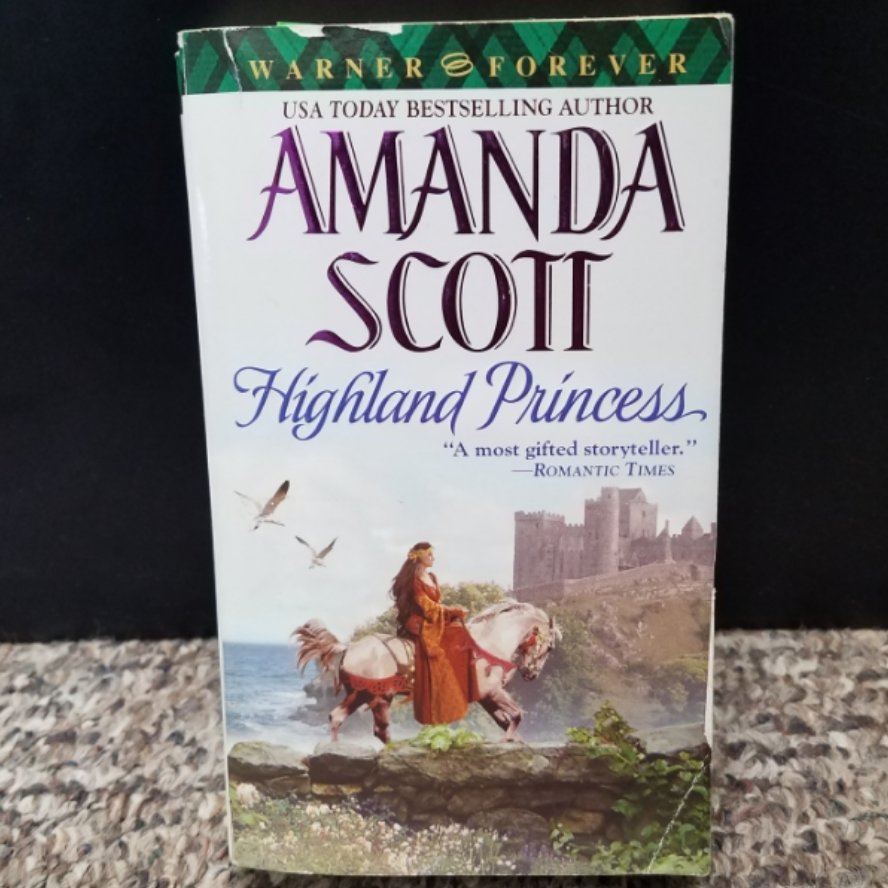 WARNER FOREVER
USA TODAY BESTSELLING AUTHOR
AMANDA
SCOTT
Highland Princess
“A most gifted storyteller.”
—ROMANTIC TIMES